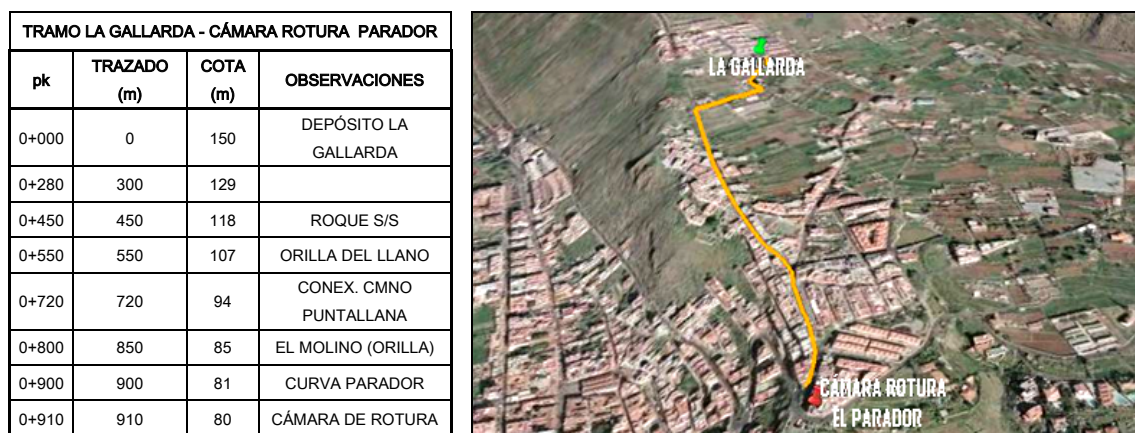 TRAMO LA GALLARDA - CÁMARA ROTURA PARADOR
pk TRAZADO (m) COTA (m) OBSERVACIONES
0+000 0 150 DEPÓSITO LA GALLARDA
0+280 300 129
0+450 450 118 ROQUE S/S
0+550 550 107 ORILLA DEL LLANO
0+720 720 94 CONEX. CMNO PUNTALLANA
0+800 850 85 EL MOLINO (ORILLA)
0+900 900 81 CURVA PARADOR
0+910 910 80 CÁMARA DE ROTURA
LA GALLARDA
CÁMARA ROTURA
EL PARADOR